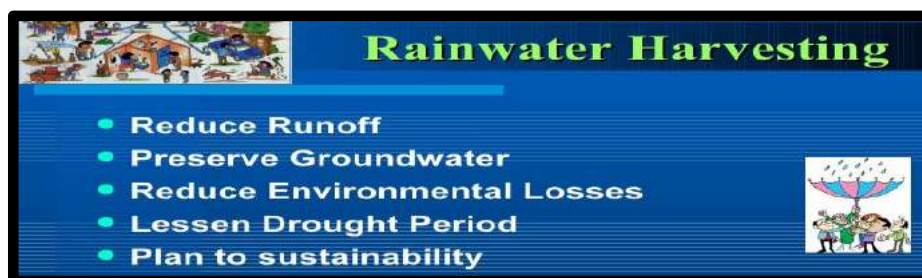 Rainwater Harvesting
Reduce Runoff
Preserve Groundwater
Reduce Environmental Losses
Lessen Drought Period
Plan to sustainability